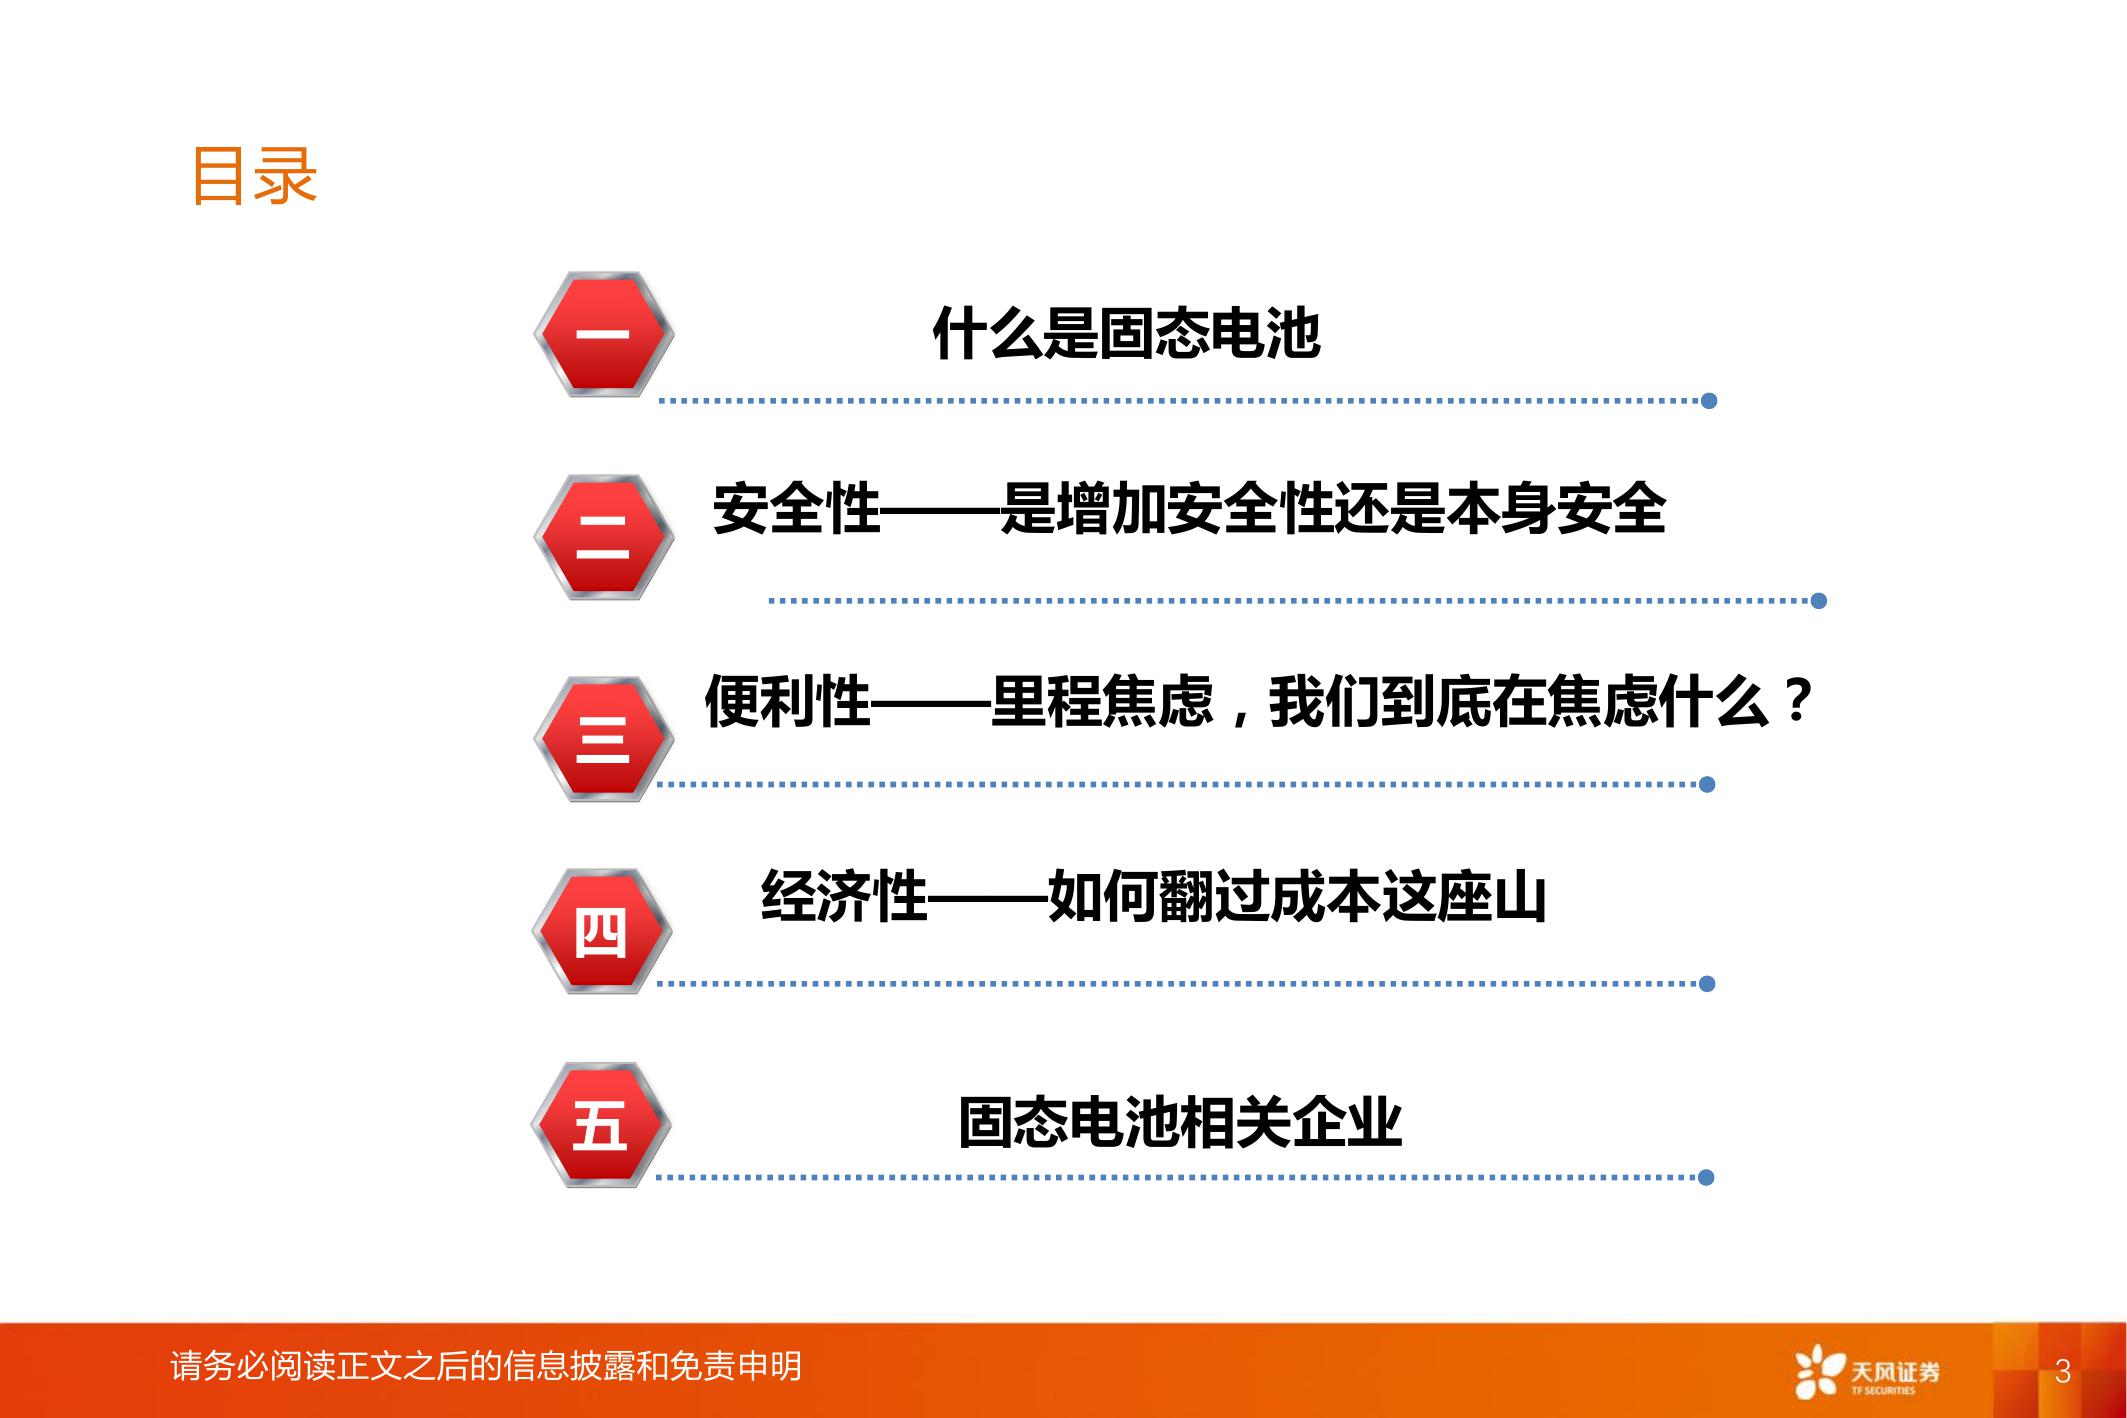 目录
一
什么是固态电池
二
安全性——是增加安全性还是本身安全
三
便利性——里程焦虑，我们到底在焦虑什么？
四
经济性——如何翻过成本这座山
五
固态电池相关企业
请务必阅读正文之后的信息披露和免责申明
天风证券
TF SECURITIES
3